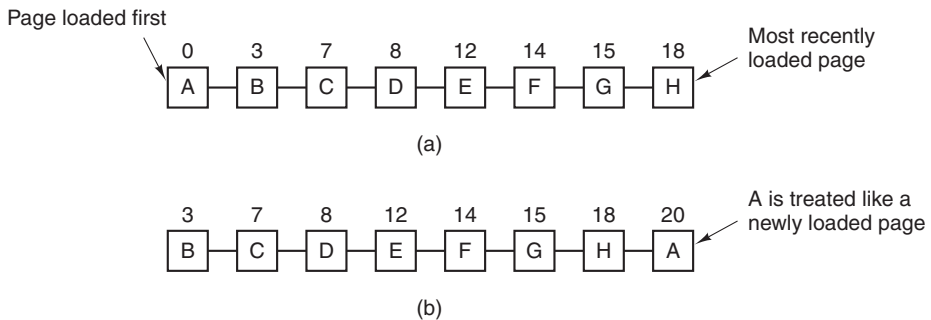 Page loaded first
0 3 7 8 12 14 15 18
Most recently
loaded page
A B C D E F G H
(a)
A is treated like a
newly loaded page
3 7 8 12 14 15 18 20
B C D E F G H A
(b)